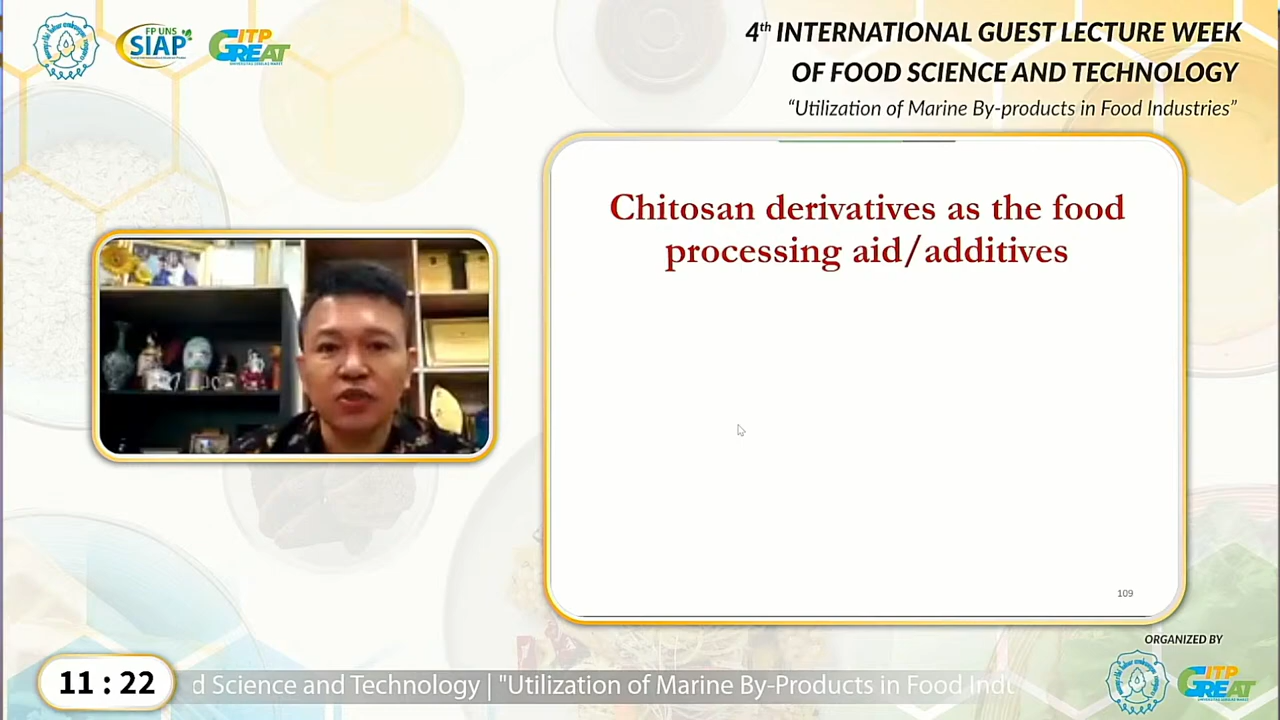 FP UNS
SIAP
ITP
GREAT
4th INTERNATIONAL GUEST LECTURE WEEK
OF FOOD SCIENCE AND TECHNOLOGY
“Utilization of Marine By-products in Food Industries”
Chitosan derivatives as the food
processing aid/additives
109
ORGANIZED BY
11 : 22
d Science and Technology | "Utilization of Marine By-Products in Food Indu
ITP
GREAT